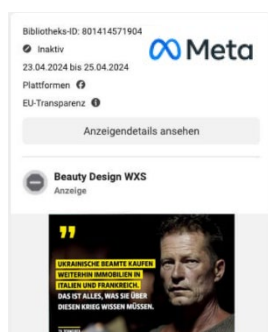 Bibliotheks-ID: 801414571904
Inaktiv
Meta
23.04.2024 bis 25.04.2024
Plattformen
EU-Transparenz
Anzeigendetails ansehen
Beauty Design WXS
Anzeige
UKRAINISCHE BEAMTE KAUFEN
WEITERHIN IMMOBILIEN IN
ITALIEN UND FRANKREICH.
DAS IST ALLES, WAS SIE ÜBER
DIESEN KRIEG WISSEN MÜSSEN.